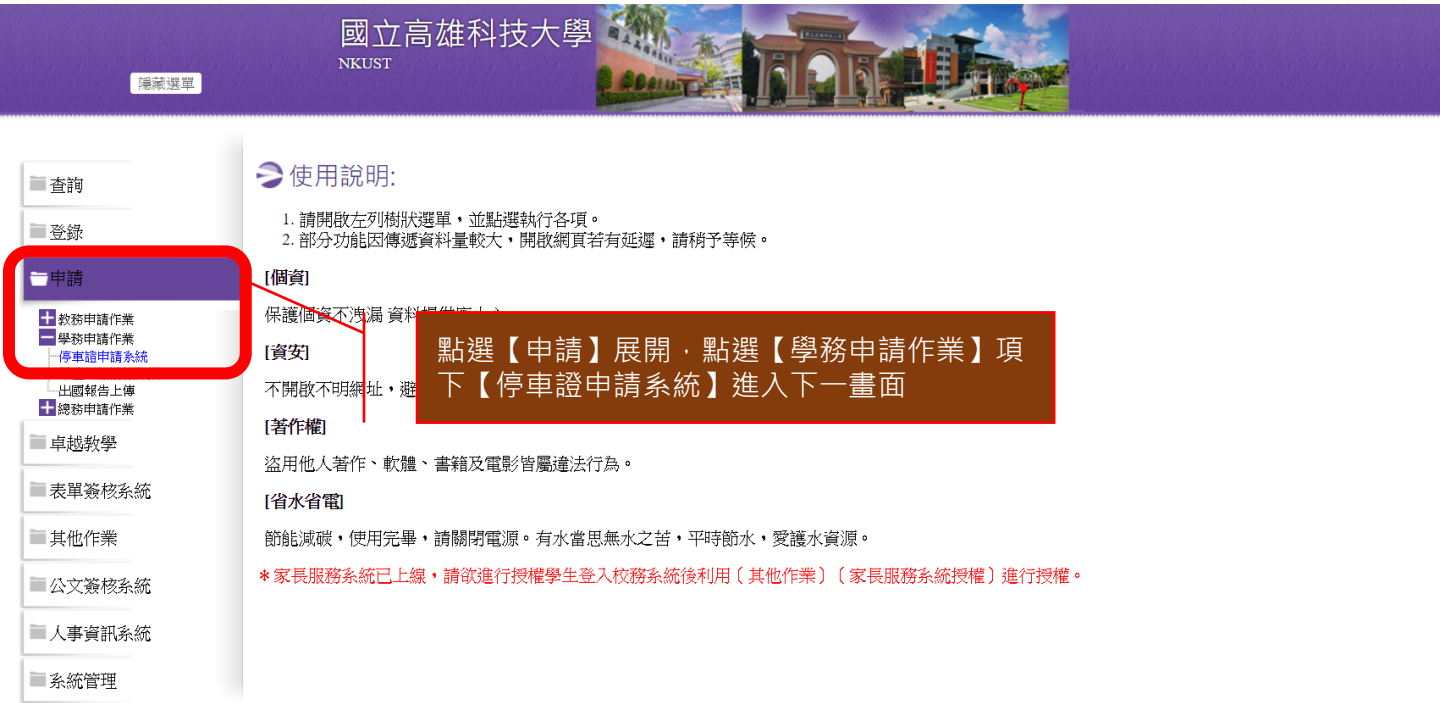 國立高雄科技大學
NKUST
隱藏選單
查詢
登錄
申請
教務申請作業
學務申請作業
停車證申請系統
出國報告上傳
總務申請作業
卓越教學
表單簽核系統
其他作業
公文簽核系統
人事資訊系統
系統管理
使用說明:
1. 請開啟左列樹狀選單，並點選執行各項。
2. 部分功能因傳遞資料量較大，開啟網頁若有延遲，請稍予等候。
[個資]
保護個資不洩漏 資料
[資安]
不開啟不明網址，避
點選【申請】展開，點選【學務申請作業】項
下【停車證申請系統】進入下一畫面
[著作權]
盜用他人著作、軟體、書籍及電影皆屬違法行為。
[省水省電]
節能減碳，使用完畢，請關閉電源。有水當思無水之苦，平時節水，愛護水資源。
＊家長服務系統已上線，請欲進行授權學生登入校務系統後利用〔其他作業〕〔家長服務系統授權〕進行授權。